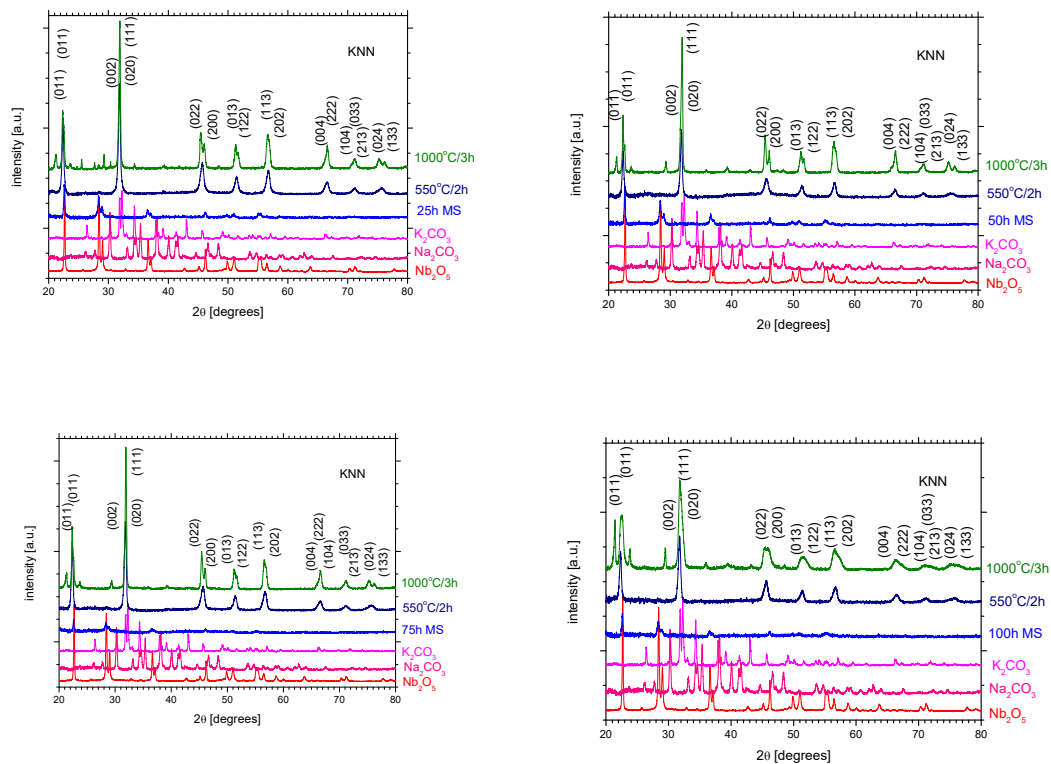 KNN
intensity [a.u.]
(011)
(011)
(002)
(020)
(111)
(022)
(200)
(013)
(122)
(113)
(202)
(004)
(222)
(104)
(213)
(033)
(024)
(133)
1000°C/3h
550°C/2h
25h MS
K₂CO₃
Na₂CO₃
Nb₂O₅
20 30 40 50 60 70 80
2θ [degrees]
KNN
intensity [a.u.]
(011)
(011)
(002)
(020)
(111)
(022)
(200)
(013)
(122)
(113)
(202)
(004)
(222)
(104)
(033)
(213)
(024)
(133)
1000°C/3h
550°C/2h
50h MS
K₂CO₃
Na₂CO₃
Nb₂O₅
20 30 40 50 60 70 80
2θ [degrees]
KNN
intensity [a.u.]
(011)
(011)
(002)
(020)
(111)
(022)
(200)
(013)
(122)
(113)
(202)
(004)
(222)
(104)
(033)
(213)
(024)
(133)
1000°C/3h
550°C/2h
75h MS
K₂CO₃
Na₂CO₃
Nb₂O₅
20 30 40 50 60 70 80
2θ [degrees]
KNN
intensity [a.u.]
(011)
(011)
(002)
(111)
(020)
(022)
(200)
(013)
(122)
(113)
(202)
(004)
(222)
(104)
(033)
(213)
(024)
(133)
1000°C/3h
550°C/2h
100h MS
K₂CO₃
Na₂CO₃
Nb₂O₅
20 30 40 50 60 70 80
2θ [degrees]